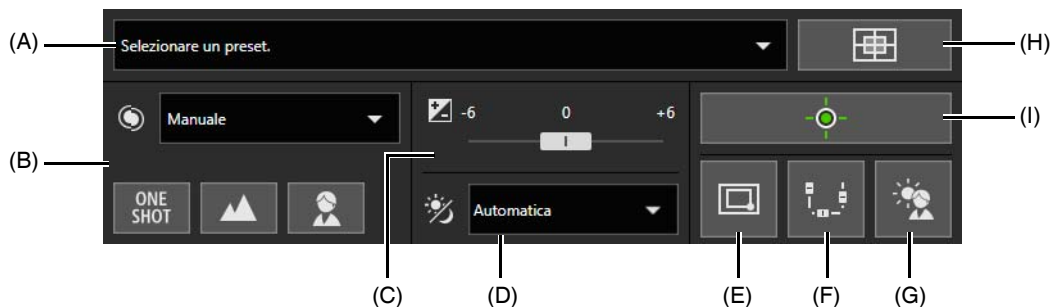 (A)
Selezionare un preset.
(H)
(B)
Manuale
-6 0 +6
(I)
ONE SHOT
Automatica
(C)
(D)
(E)
(F)
(G)